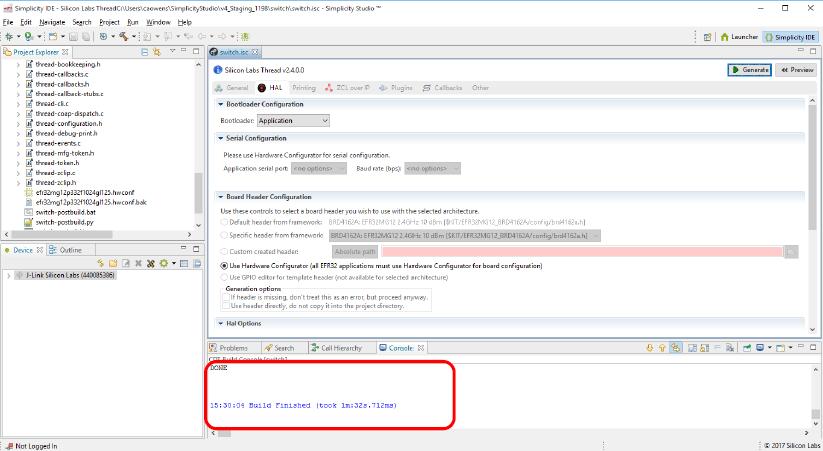 Simplicity IDE - Silicon Labs ThreadC:\Users\caowens\SimplicityStudio\v4_Staging_1198\switch\switch.isc - Simplicity Studio ™
File Edit Navigate Search Project Run Window Help
Launcher Simplicity IDE
Project Explorer
thread-bookkeeping.h
thread-callbacks.c
thread-callbacks.h
thread-callback-stubs.c
thread-cli.c
thread-coap-dispatch.c
thread-configuration.h
thread-debug-print.h
thread-events.c
thread-mfg-token.h
thread-token.h
thread-zclip.c
thread-zclip.h
efr32mg12p332f1024gl125.hwconf
efr32mg12p332f1024gl125.hwconf.bak
switch-postbuild.bat
switch-postbuild.py
Device Outline
J-Link Silicon Labs (440085386)
switch.isc
Silicon Labs Thread v2.4.0.0
Generate Preview
General HAL Printing ZCL over IP Plugins Callbacks Other
Bootloader Configuration
Bootloader: Application
Serial Configuration
Please use Hardware Configurator for serial configuration.
Application serial port: <no options> Baud rate (bps): <no options>
Board Header Configuration
Use these controls to select a board header you wish to use with the selected architecture.
Default header from framework: BRD4162A: EFR32MG12 2.4GHz 10 dBm [$KIT/EFR32MG12_BRD4162A/config/brd4162a.h]
Specific header from framework: BRD4162A: EFR32MG12 2.4GHz 10 dBm [$KIT/EFR32MG12_BRD4162A/config/brd4162a.h]
Custom created header: Absolute path
Use Hardware Configurator (all EFR32 applications must use Hardware Configurator for board configuration)
Use GPIO editor for template header (not available for selected architecture)
Generation options
If header is missing, don't treat this as an error, but proceed anyway.
Use header directly, do not copy it into the project directory.
Hal Options
Problems Search Call Hierarchy Console
CDT Build Console [switch]
DONE
15:30:04 Build Finished (took 1m:32s.712ms)
Not Logged In
© 2017 Silicon Labs